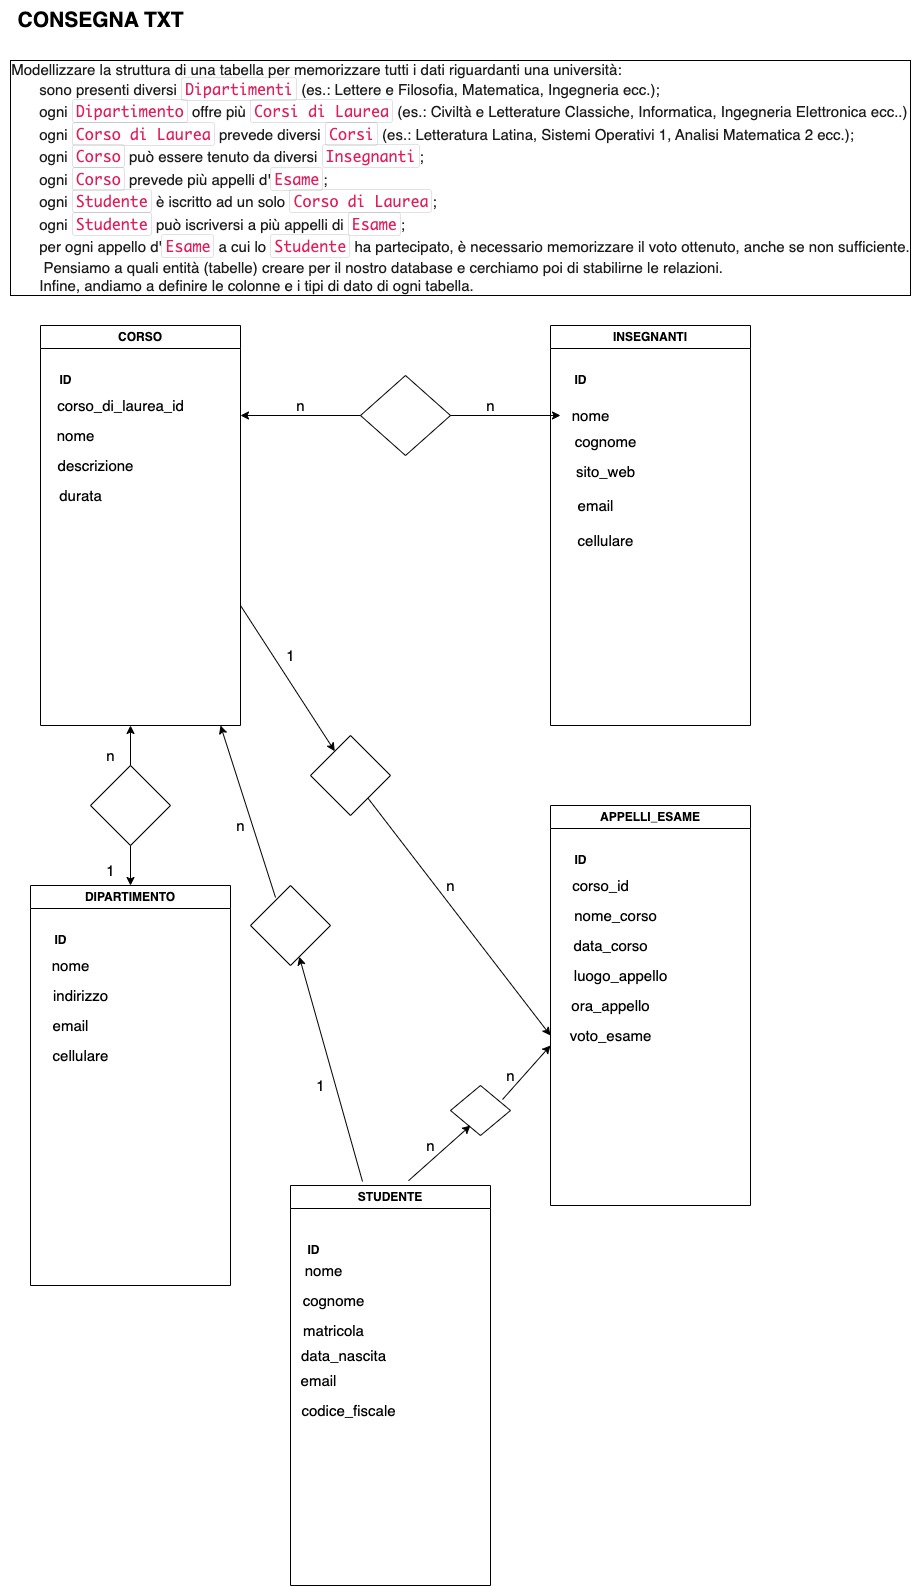 CONSEGNA TXT
Modellizzare la struttura di una tabella per memorizzare tutti i dati riguardanti una università:
sono presenti diversi Dipartimenti (es.: Lettere e Filosofia, Matematica, Ingegneria ecc.);
ogni Dipartimento offre più Corsi di Laurea (es.: Civiltà e Letterature Classiche, Informatica, Ingegneria Elettronica ecc..)
ogni Corso di Laurea prevede diversi Corsi (es.: Letteratura Latina, Sistemi Operativi 1, Analisi Matematica 2 ecc.);
ogni Corso può essere tenuto da diversi Insegnanti;
ogni Corso prevede più appelli d'Esame;
ogni Studente è iscritto ad un solo Corso di Laurea;
ogni Studente può iscriversi a più appelli di Esame;
per ogni appello d'Esame a cui lo Studente ha partecipato, è necessario memorizzare il voto ottenuto, anche se non sufficiente.
Pensiamo a quali entità (tabelle) creare per il nostro database e cerchiamo poi di stabilirne le relazioni.
Infine, andiamo a definire le colonne e i tipi di dato di ogni tabella.
CORSO
ID
corso_di_laurea_id
nome
descrizione
durata
n
n
INSEGNANTI
ID
nome
cognome
sito_web
email
cellulare
1
n
n
n
1
DIPARTIMENTO
ID
nome
indirizzo
email
cellulare
APPELLI_ESAME
ID
corso_id
nome_corso
data_corso
luogo_appello
ora_appello
voto_esame
1
n
n
STUDENTE
ID
nome
cognome
matricola
data_nascita
email
codice_fiscale